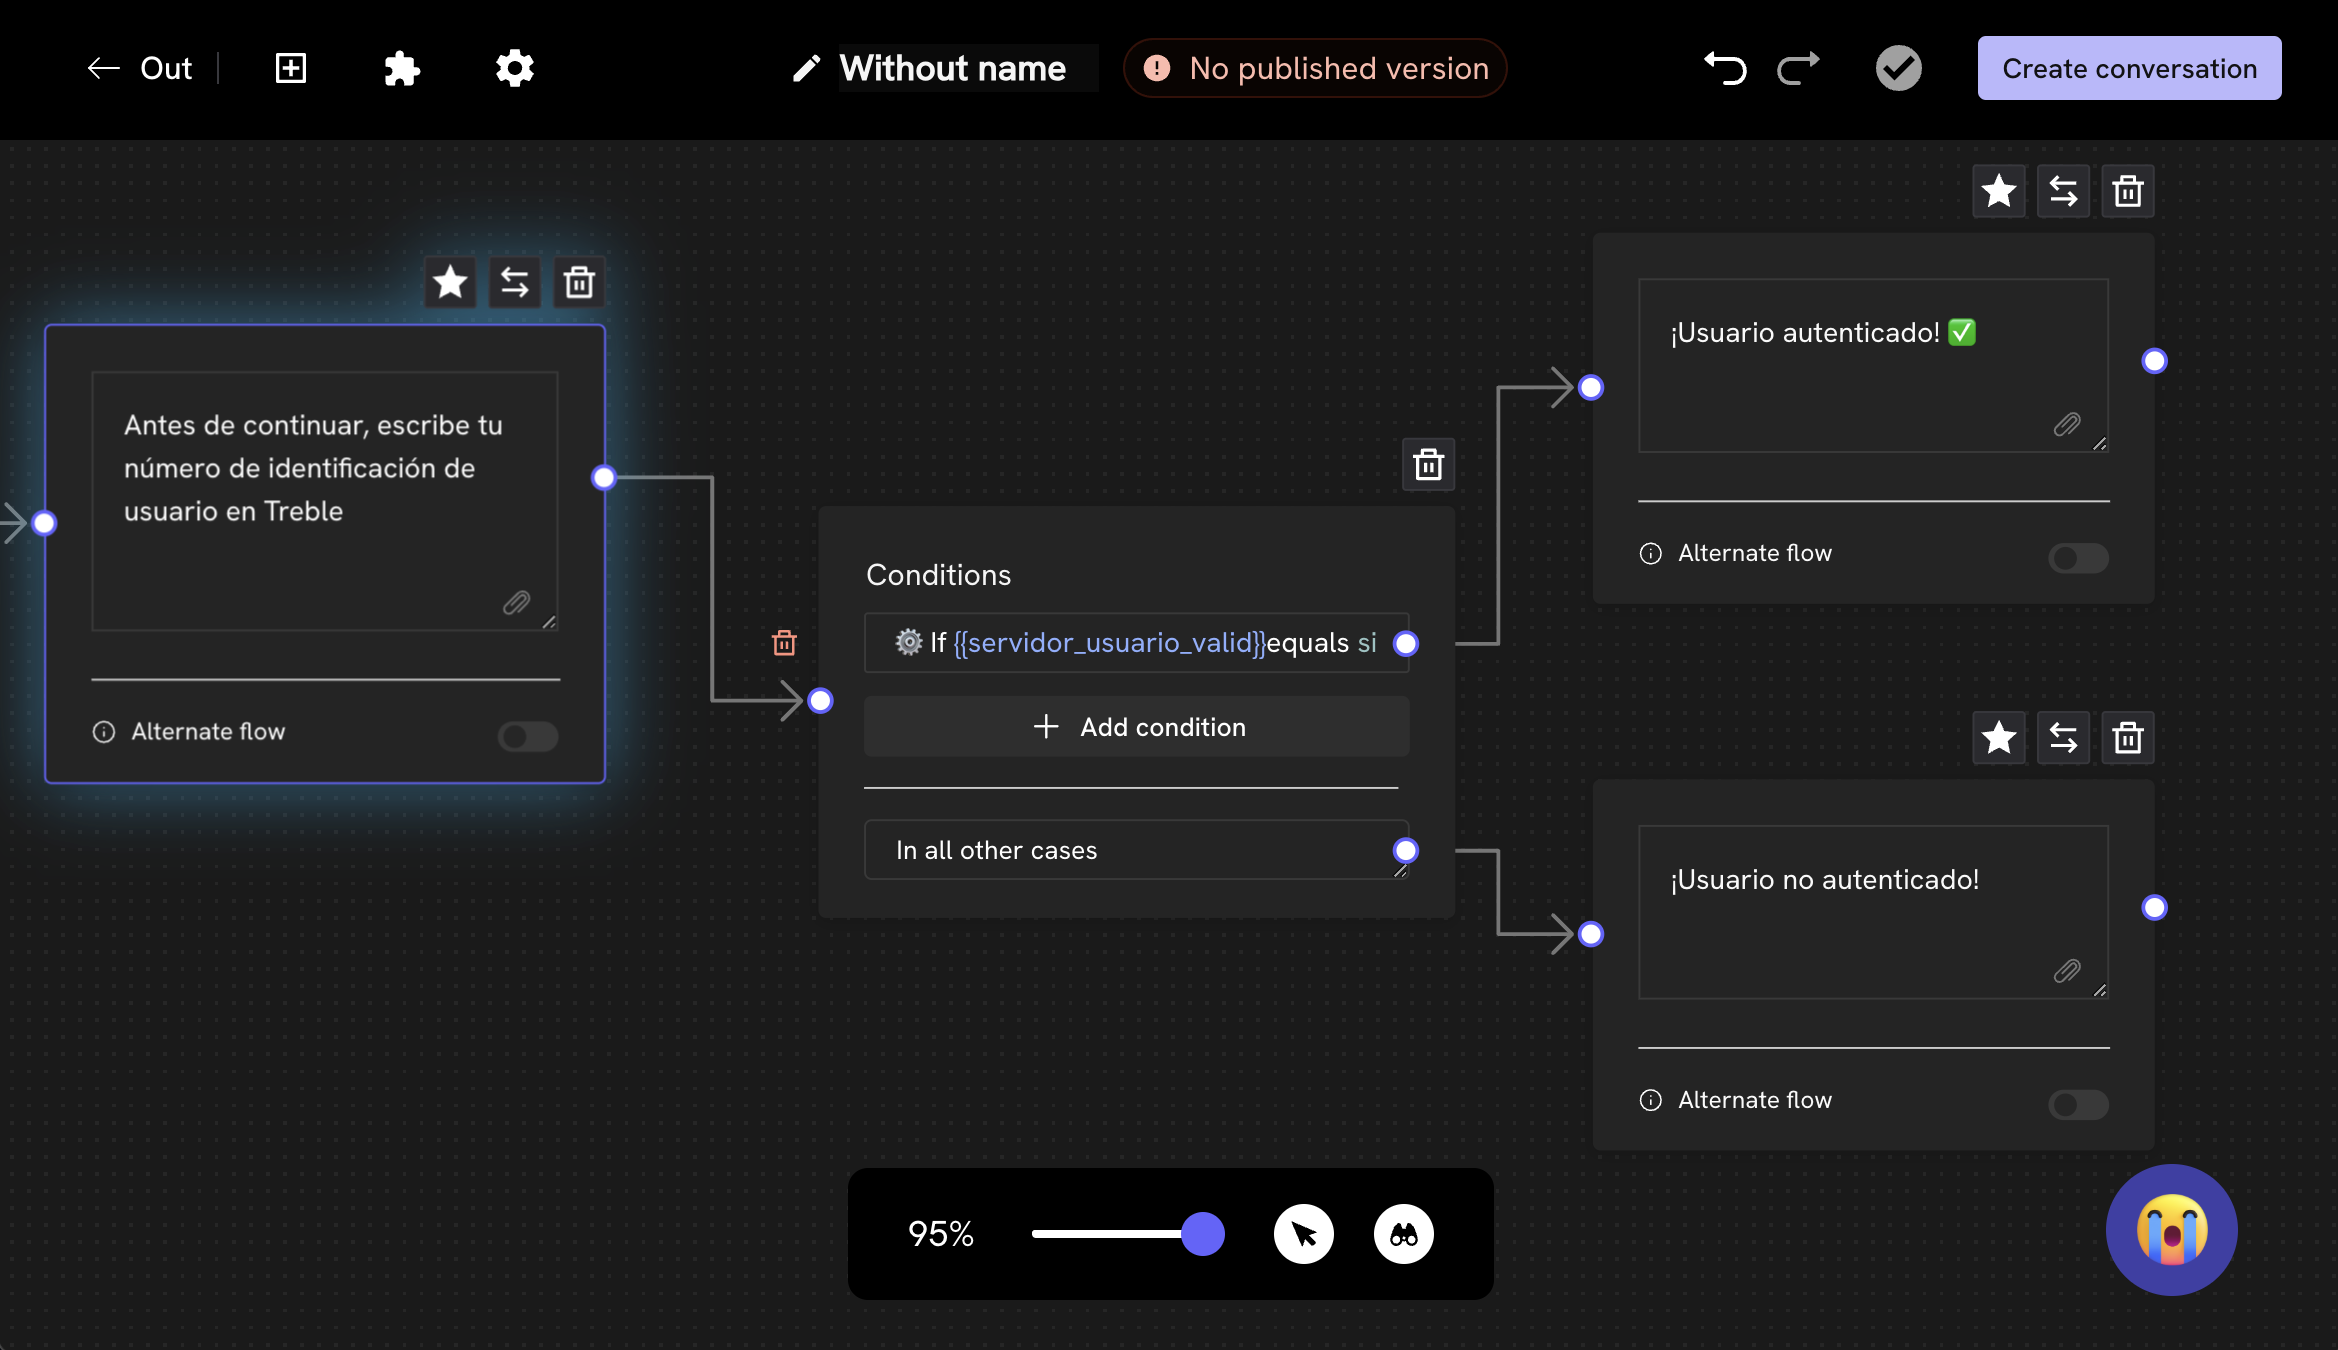 Out
Without name
No published version
Create conversation
Antes de continuar, escribe tu
número de identificación de
usuario en Treble
Alternate flow
Conditions
If {{servidor_usuario_valid}}equals si
Add condition
In all other cases
¡Usuario autenticado! ✅
Alternate flow
¡Usuario no autenticado!
Alternate flow
95%